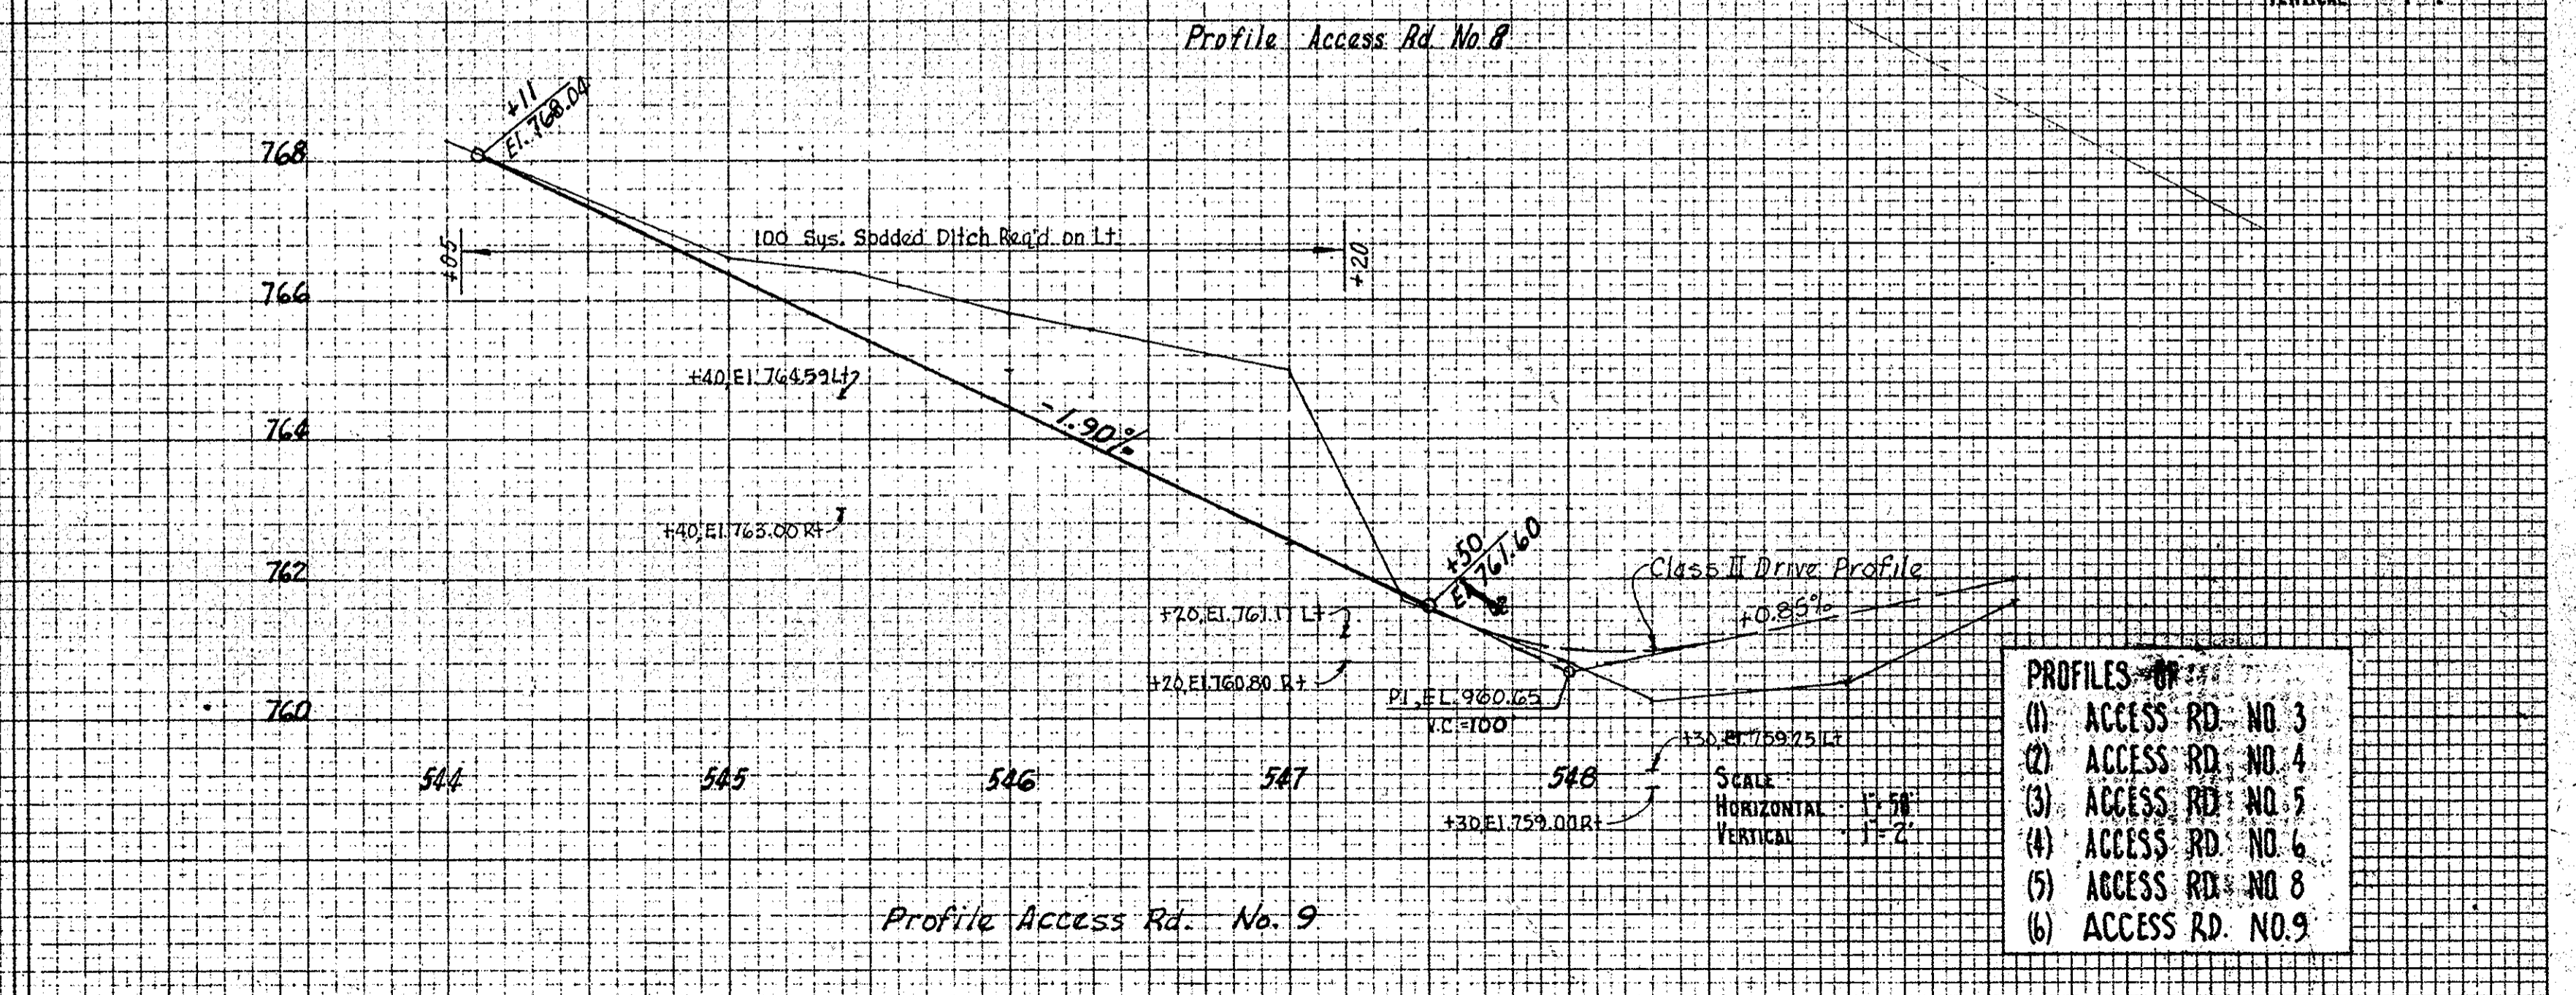 Profile Access Rd. No 8
+11
El. 768.04
768
+05
100 Sys. Sodded Ditch Req'd. on Lt.
+20
766
+40, El. 764.59 Lt
764
-1.90%
+40, El. 763.00 Rt
762
+50
El. 761.60
Class II Drive Profile
+0.85%
+20, El. 761.17 Lt
+20, El. 760.80 Rt
P.I., EL. 960.65
V.C. = 100'
760
+30, El. 759.25 Lt
544 545 546 547 548
+30, El. 759.00 Rt
SCALE
HORIZONTAL 1"= 50'
VERTICAL 1"= 2'
Profile Access Rd. No. 9
PROFILES OF
(1) ACCESS RD. NO. 3
(2) ACCESS RD. NO. 4
(3) ACCESS RD. NO. 5
(4) ACCESS RD. NO. 6
(5) ACCESS RD. NO. 8
(6) ACCESS RD. NO. 9